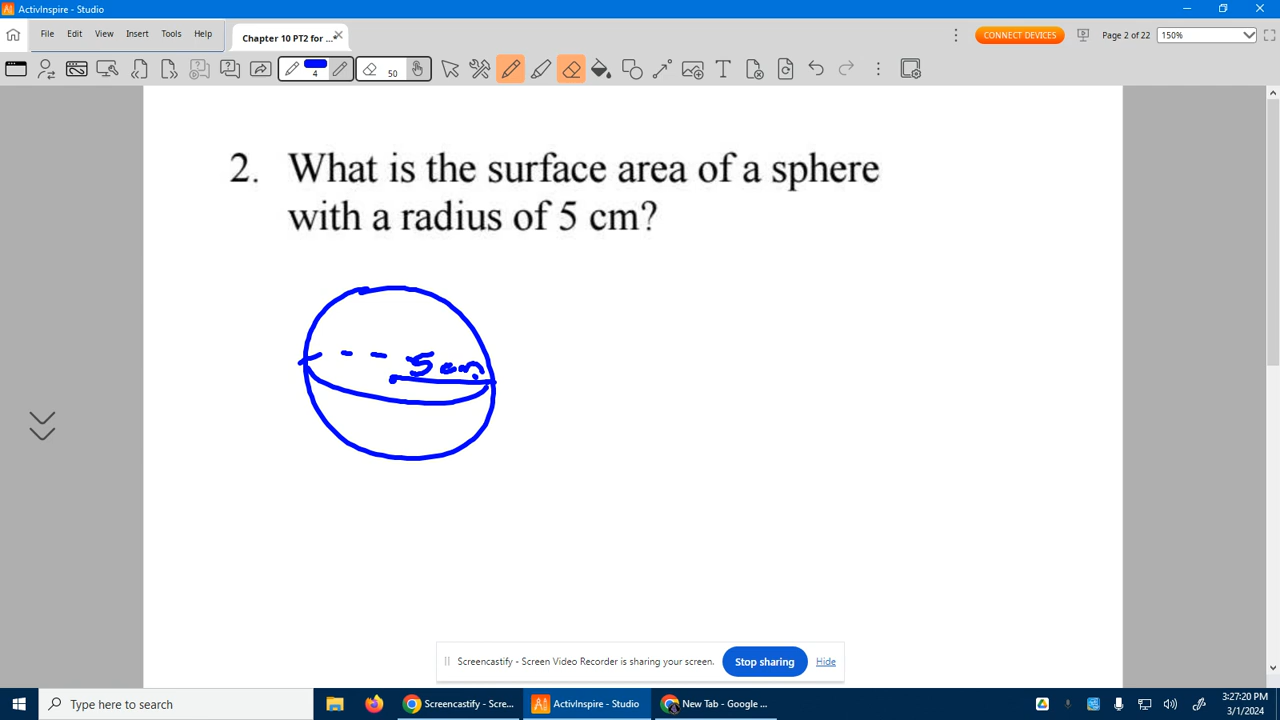 ActivInspire - Studio
File Edit View Insert Tools Help
Chapter 10 PT2 for ...*
CONNECT DEVICES
Page 2 of 22
150%
4
50
2. What is the surface area of a sphere
with a radius of 5 cm?
5 cm
Screencastify - Screen Video Recorder is sharing your screen.
Stop sharing
Hide
Type here to search
Screencastify - Scre...
ActivInspire - Studio
New Tab - Google ...
3:27:20 PM
3/1/2024